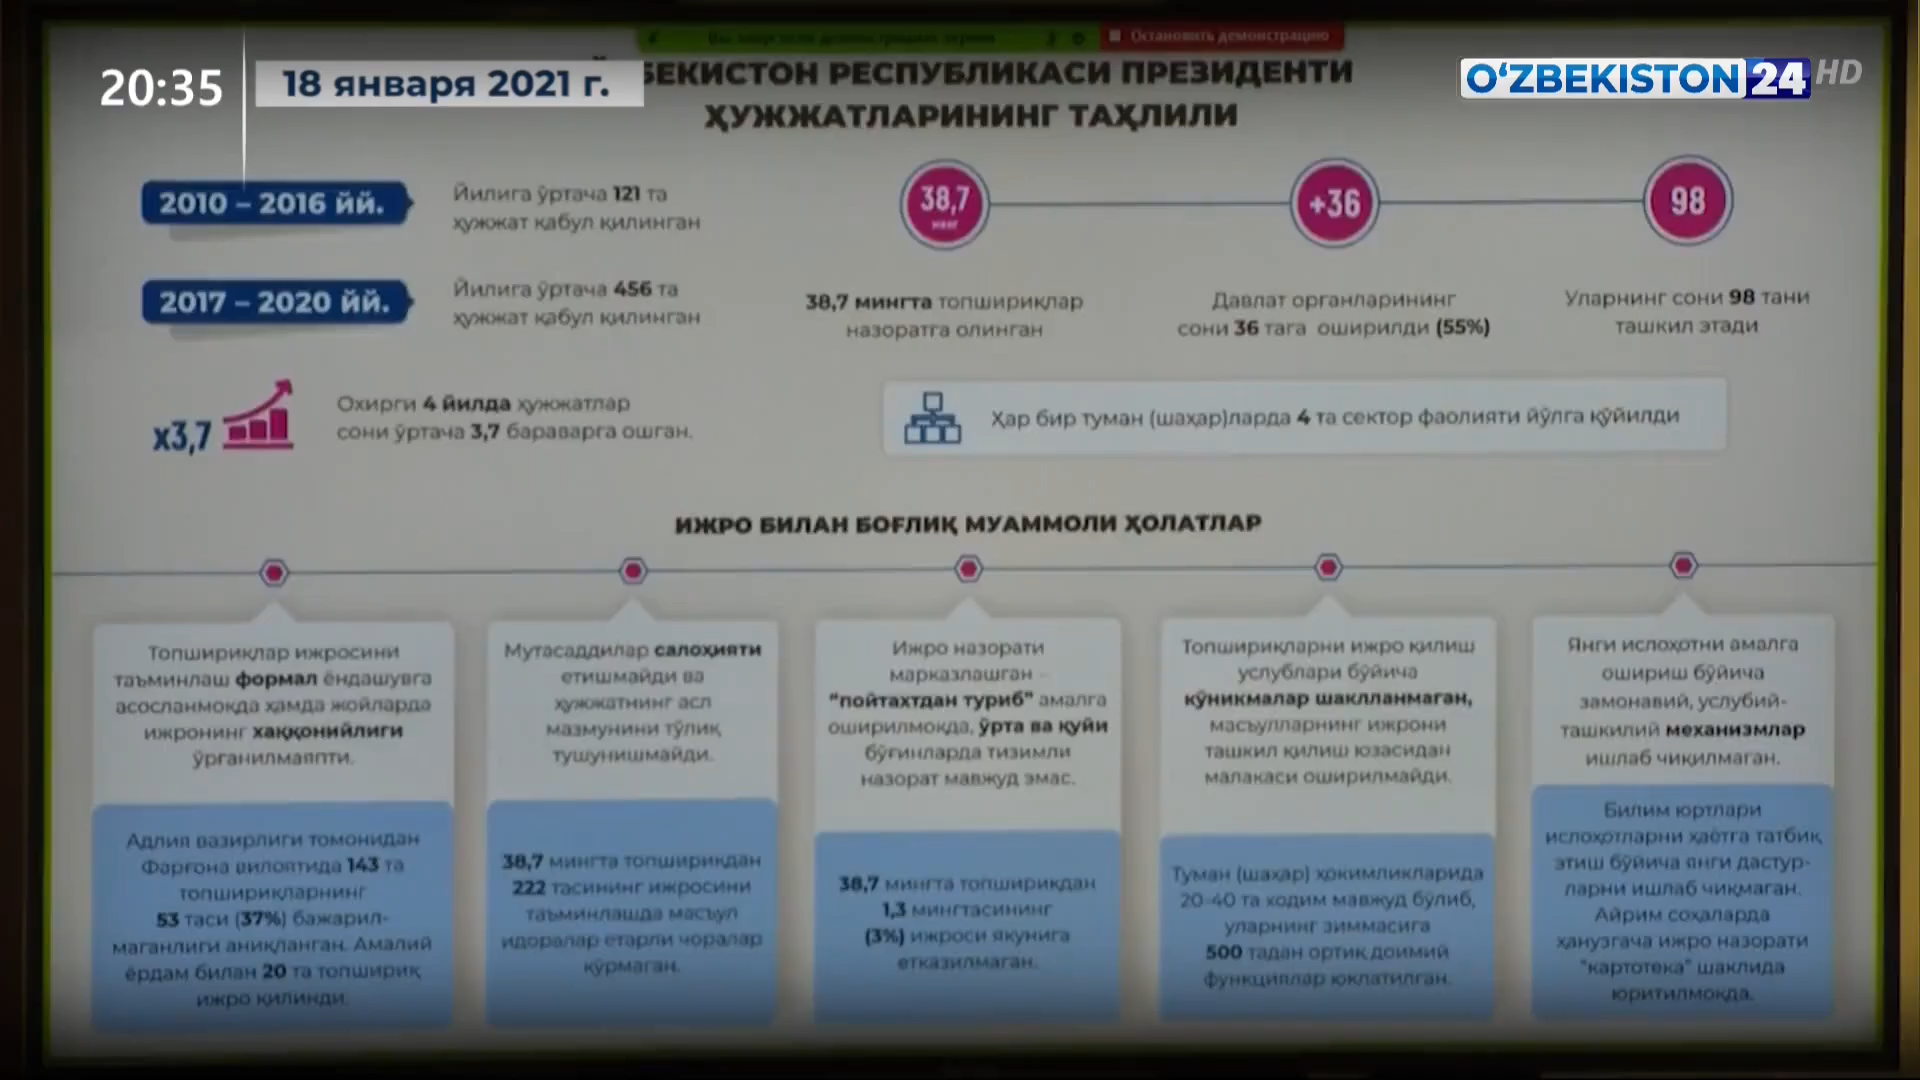 20:35
18 января 2021 г.
O‘ZBEKISTON 24 HD
Остановить демонстрацию
БЕКИСТОН РЕСПУБЛИКАСИ ПРЕЗИДЕНТИ
ҲУЖЖАТЛАРИНИНГ ТАҲЛИЛИ
2010 – 2016 йй.
Йилига ўртача 121 та
ҳужжат қабул қилинган
2017 – 2020 йй.
Йилига ўртача 456 та
ҳужжат қабул қилинган
x3,7
Охирги 4 йилда ҳужжатлар
сони ўртача 3,7 бараварга ошган.
38,7
минг
38,7 мингта топшириқлар
назоратга олинган
+36
Давлат органларининг
сони 36 тага оширилди (55%)
98
Уларнинг сони 98 тани
ташкил этади
Ҳар бир туман (шаҳар)ларда 4 та сектор фаолияти йўлга қўйилди
ИЖРО БИЛАН БОҒЛИҚ МУАММОЛИ ҲОЛАТЛАР
Топшириқлар ижросини
таъминлаш формал ёндашувга
асосланмоқда ҳамда жойларда
ижронинг хаққонийлиги
ўрганилмаяпти.
Адлия вазирлиги томонидан
Фарғона вилоятида 143 та
топшириқларнинг
53 таси (37%) бажарил-
маганлиги аниқланган. Амалий
ёрдам билан 20 та топшириқ
ижро қилинди.
Мутасаддилар салоҳияти
етишмайди ва
ҳужжатнинг асл
мазмунини тўлиқ
тушунишмайди.
38,7 мингта топшириқдан
222 тасининг ижросини
таъминлашда масъул
идоралар етарли чоралар
кўрмаган.
Ижро назорати
марказлашган -
“пойтахтдан туриб” амалга
оширилмоқда, ўрта ва қуйи
бўғинларда тизимли
назорат мавжуд эмас.
38,7 мингта топшириқдан
1,3 мингтасининг
(3%) ижроси якунига
етказилмаган.
Топшириқларни ижро қилиш
услублари бўйича
кўникмалар шаклланмаган,
масъулларнинг ижрони
ташкил қилиш юзасидан
малакаси оширилмайди.
Туман (шаҳар) ҳокимликларида
20-40 та ходим мавжуд бўлиб,
уларнинг зиммасига
500 тадан ортиқ доимий
функциялар юклатилган.
Янги ислоҳотни амалга
ошириш бўйича
замонавий, услубий-
ташкилий механизмлар
ишлаб чиқилмаган.
Билим юртлари
ислоҳотларни ҳаётга татбиқ
этиш бўйича янги дастур-
ларни ишлаб чиқмаган.
Айрим соҳаларда
ҳанузгача ижро назорати
"картотека" шаклида
юритилмоқда.